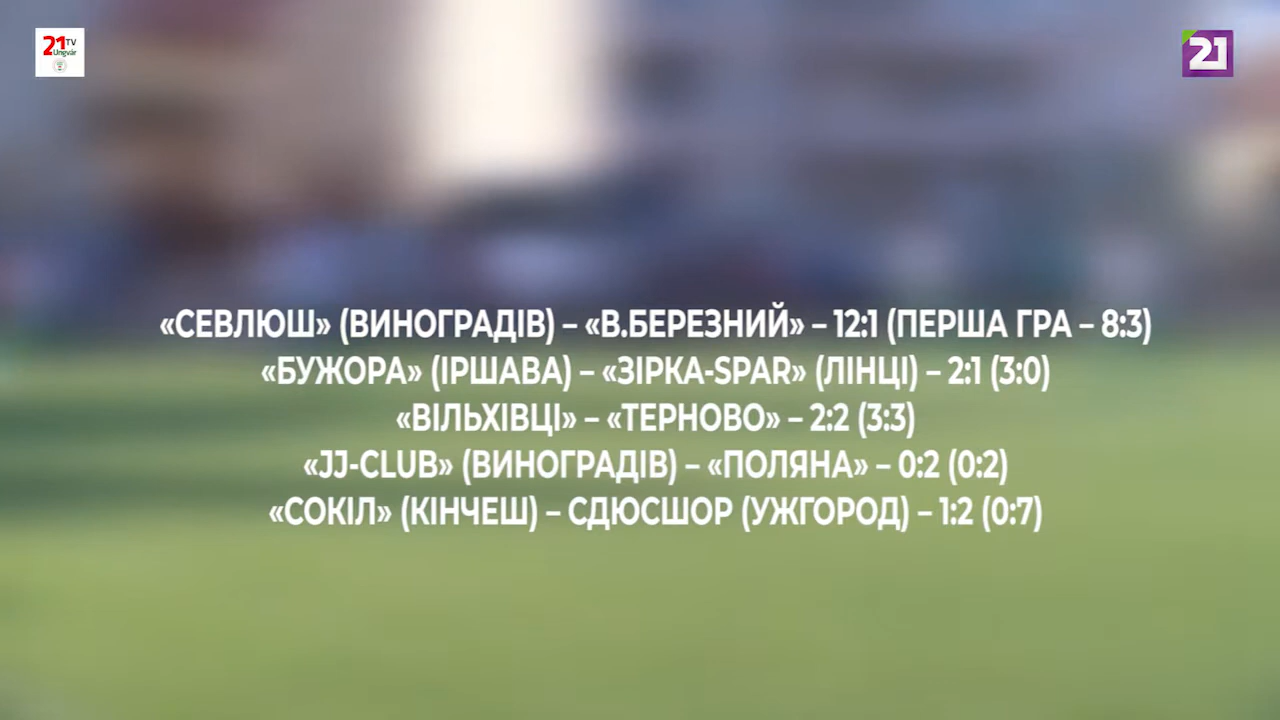 21 TV
Ungvár
21
«СЕВЛЮШ» (ВИНОГРАДІВ) – «В.БЕРЕЗНИЙ» – 12:1 (ПЕРША ГРА – 8:3)
«БУЖОРА» (ІРШАВА) – «ЗІРКА-SPAR» (ЛІНЦІ) – 2:1 (3:0)
«ВІЛЬХІВЦІ» – «ТЕРНОВО» – 2:2 (3:3)
«JJ-CLUB» (ВИНОГРАДІВ) – «ПОЛЯНА» – 0:2 (0:2)
«СОКІЛ» (КІНЧЕШ) – СДЮСШОР (УЖГОРОД) – 1:2 (0:7)